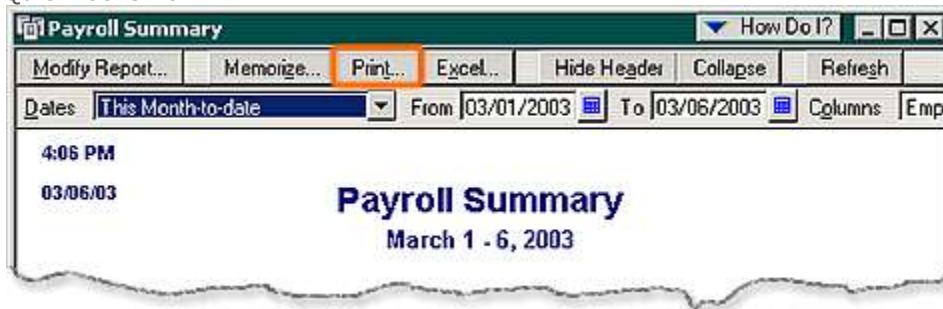 Payroll Summary How Do I?
Modify Report... Memorize... Print... Excel... Hide Header Collapse Refresh
Dates This Month-to-date From 03/01/2003 To 03/06/2003 Columns Emp
4:06 PM
03/06/03
Payroll Summary
March 1 - 6, 2003